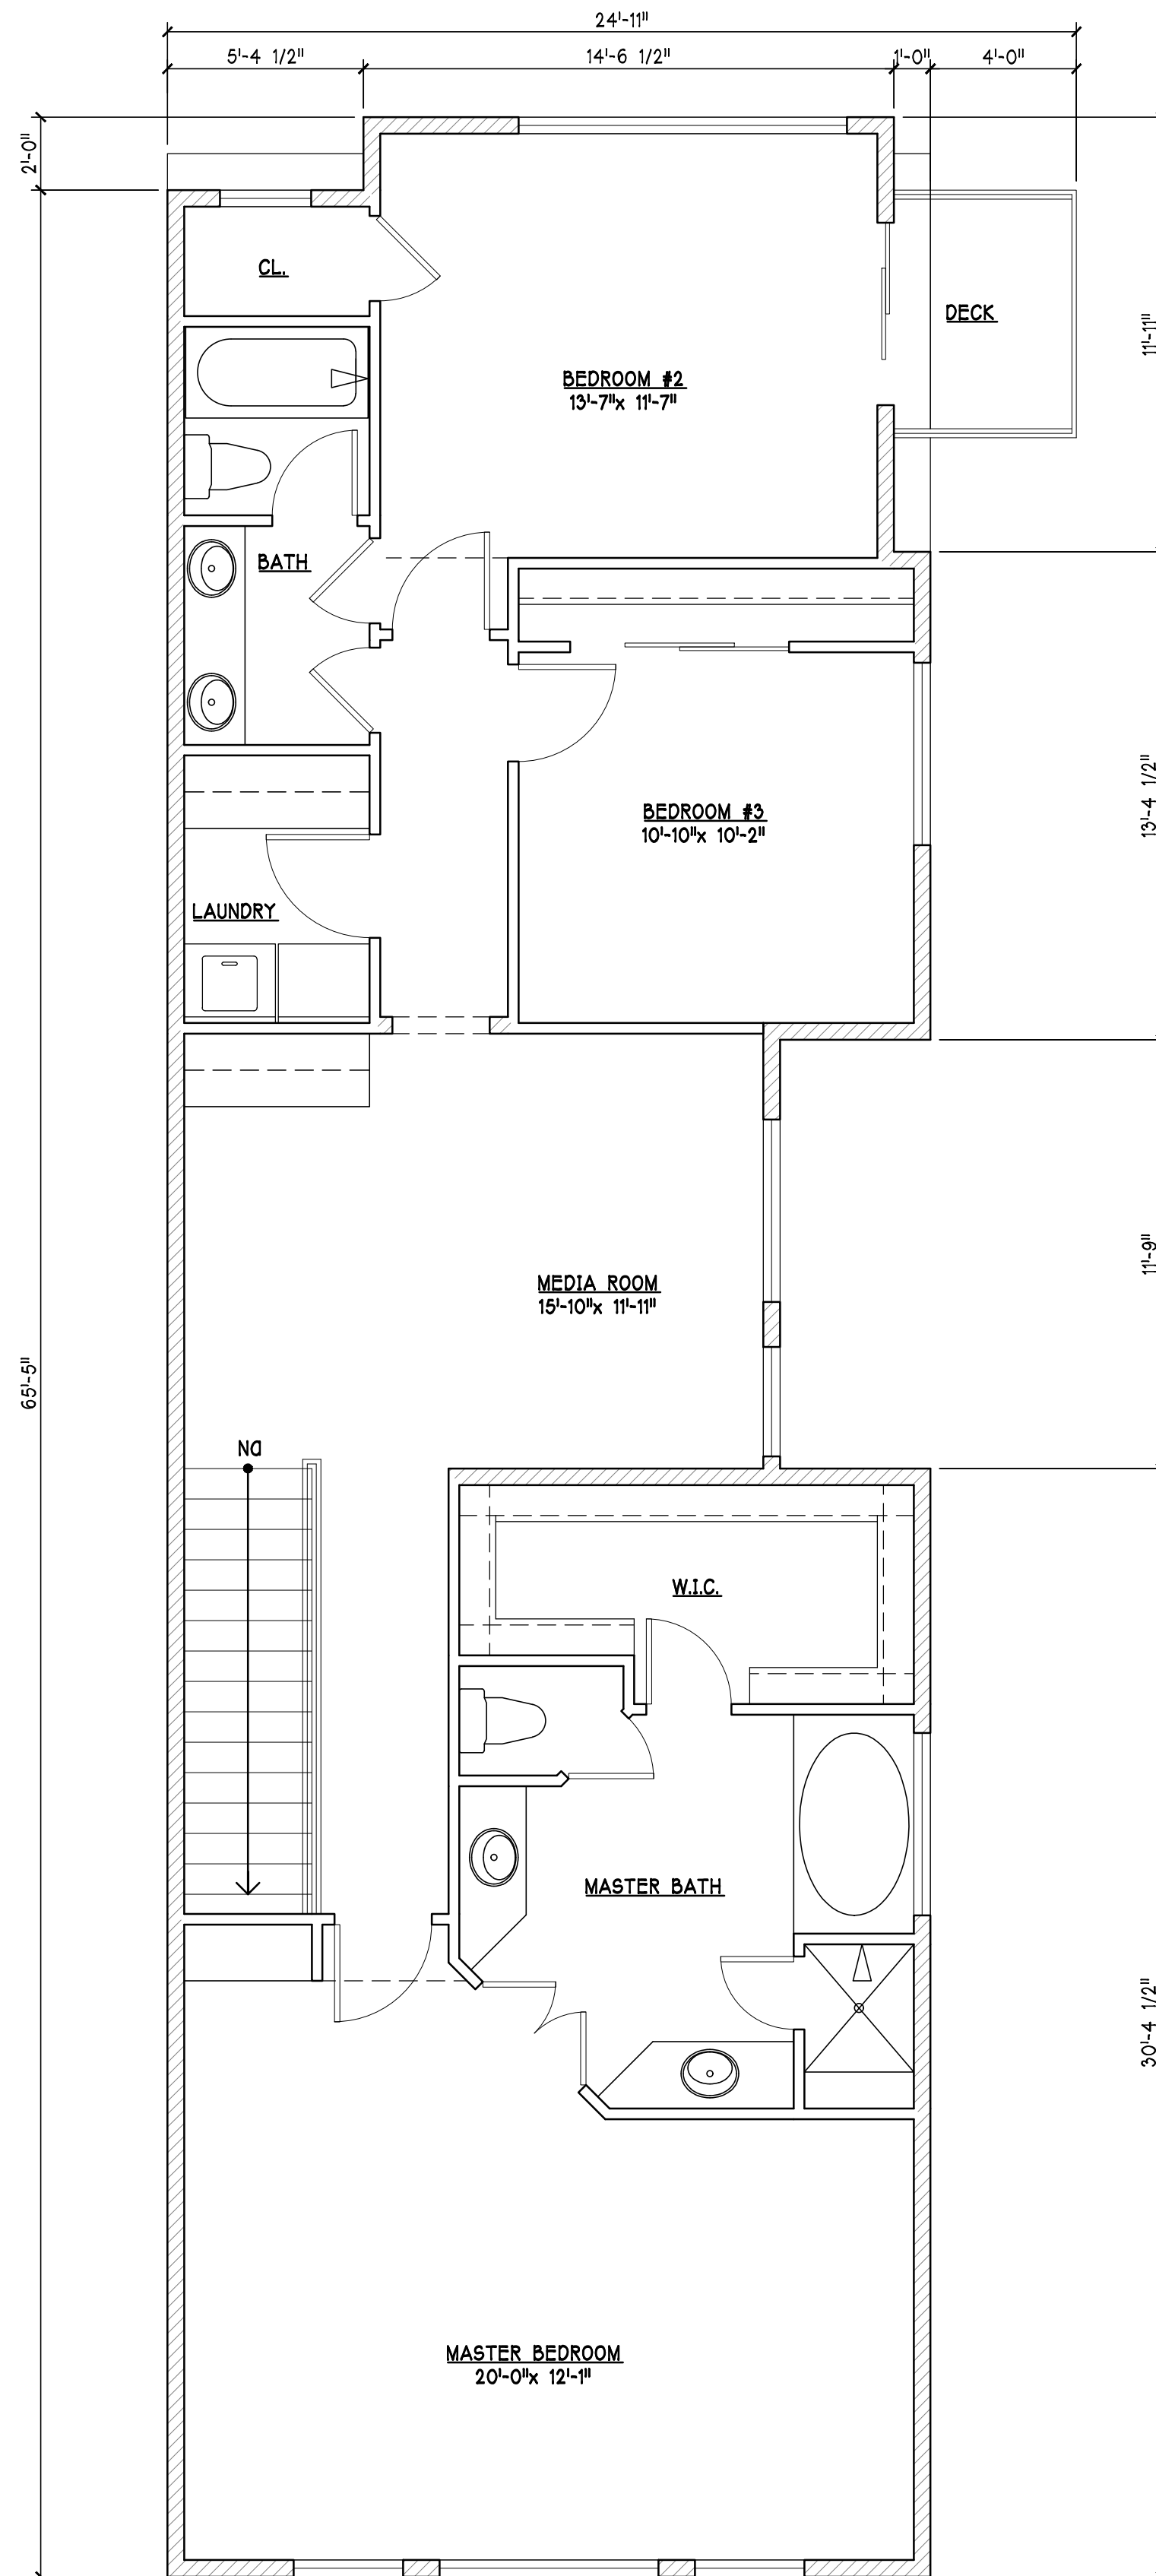 24'-11"
5'-4 1/2" 14'-6 1/2" 1'-0" 4'-0"
2'-0"
CL.
DECK
11'-11"
BEDROOM #2
13'-7"x 11'-7"
BATH
BEDROOM #3
10'-10"x 10'-2"
13'-4 1/2"
LAUNDRY
MEDIA ROOM
15'-10"x 11'-11"
11'-9"
65'-5"
DN
W.I.C.
MASTER BATH
30'-4 1/2"
MASTER BEDROOM
20'-0"x 12'-1"